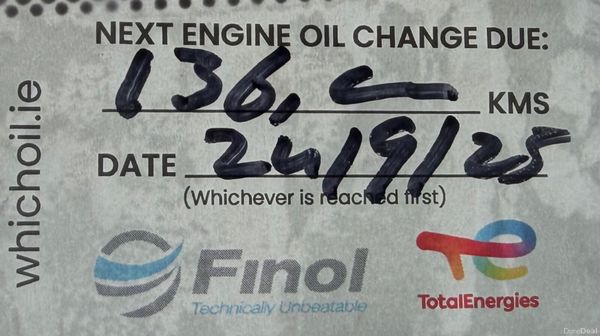 NEXT ENGINE OIL CHANGE DUE:
136, KMS
DATE 24/9/25
(Whichever is reached first)
whichoil.ie
Finol
Technically Unbeatable
TotalEnergies
DoneDeal